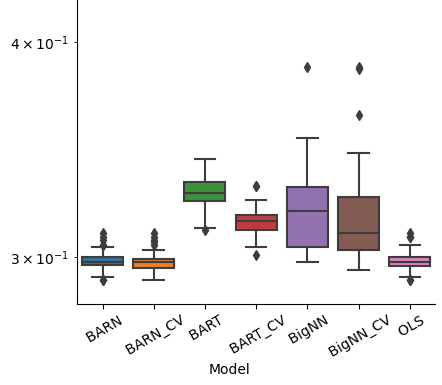 4 × 10⁻¹
3 × 10⁻¹
BARN
BARN_CV
BART
BART_CV
BigNN
BigNN_CV
OLS
Model